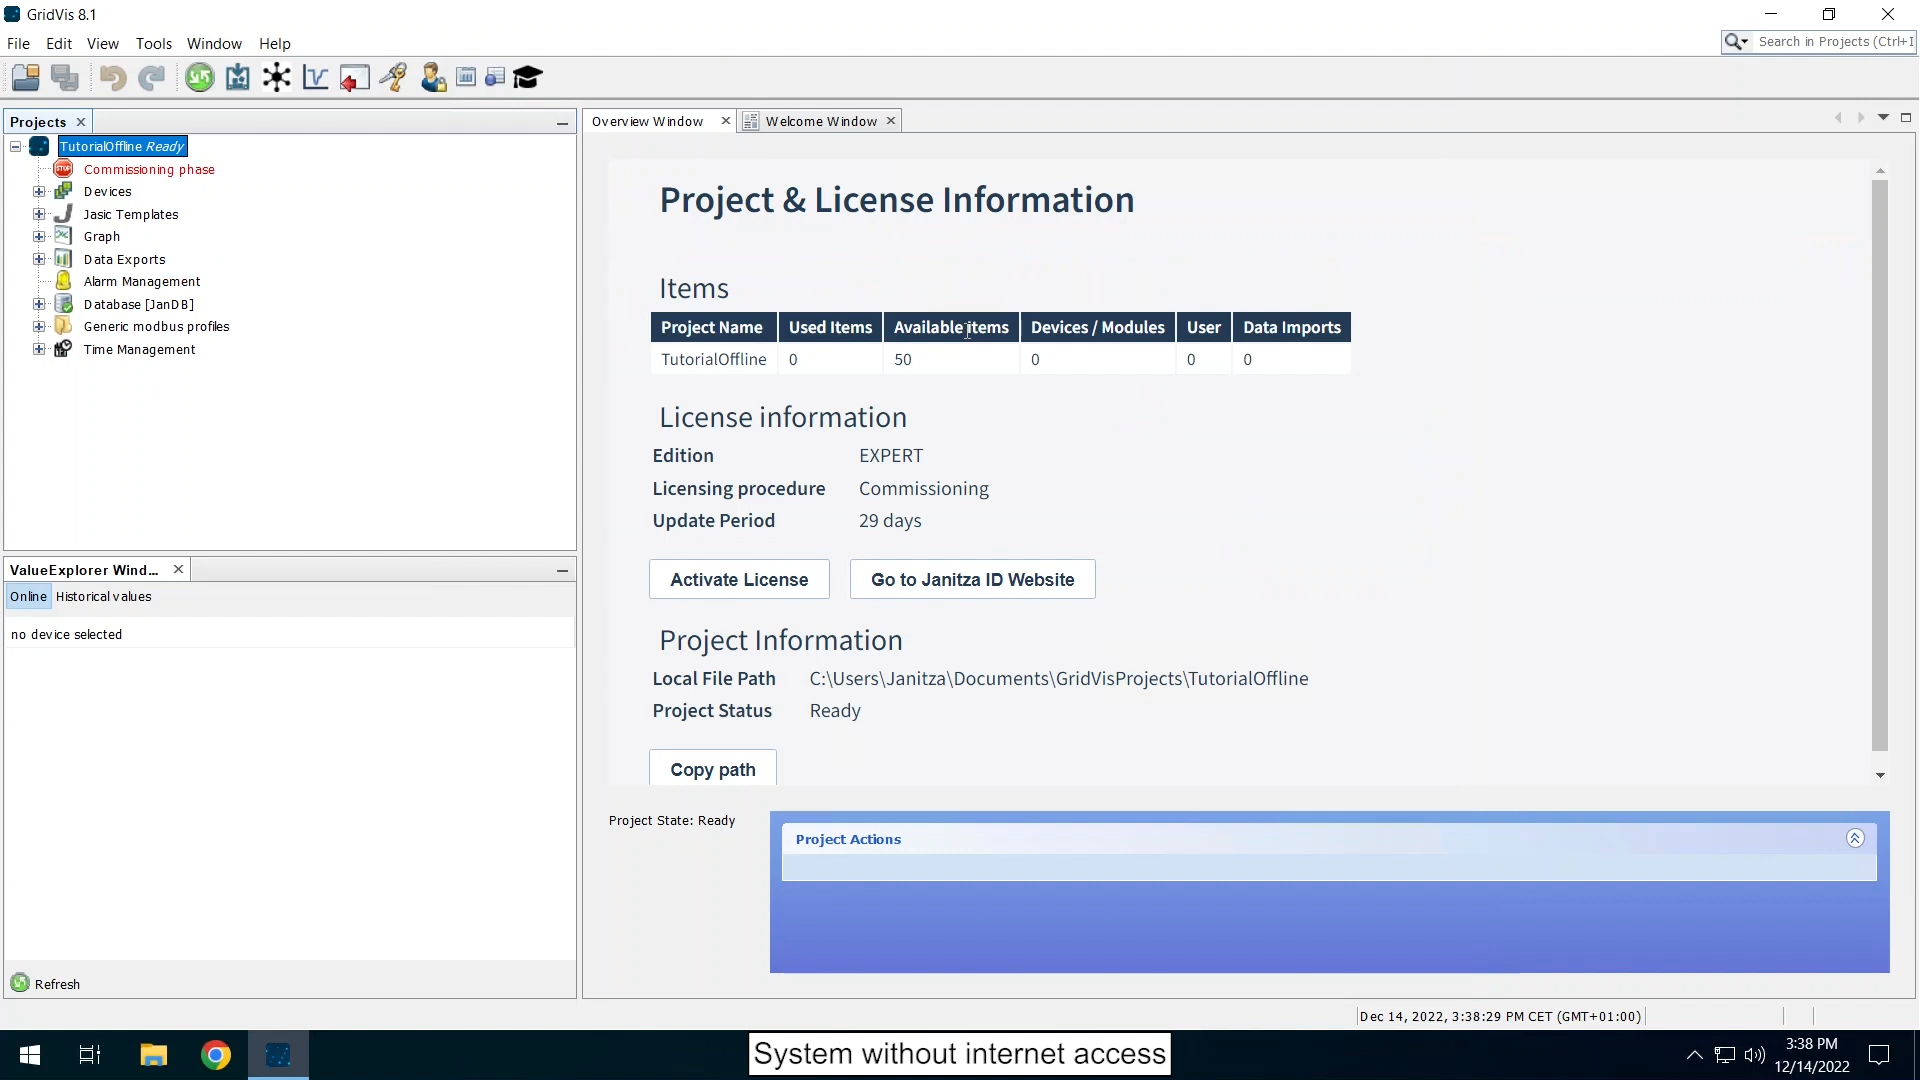 GridVis 8.1
File Edit View Tools Window Help
Search in Projects (Ctrl+I
Projects
TutorialOffline Ready
STOP Commissioning phase
Devices
Jasic Templates
Graph
Data Exports
Alarm Management
Database [JanDB]
Generic modbus profiles
Time Management
ValueExplorer Wind...
Online Historical values
no device selected
Refresh
Overview Window Welcome Window
Project & License Information
Items
Project Name Used Items Available items Devices / Modules User Data Imports
TutorialOffline 0 50 0 0 0
License information
Edition EXPERT
Licensing procedure Commissioning
Update Period 29 days
Activate License Go to Janitza ID Website
Project Information
Local File Path C:\Users\Janitza\Documents\GridVisProjects\TutorialOffline
Project Status Ready
Copy path
Project State: Ready
Project Actions
Dec 14, 2022, 3:38:29 PM CET (GMT+01:00)
System without internet access
3:38 PM
12/14/2022